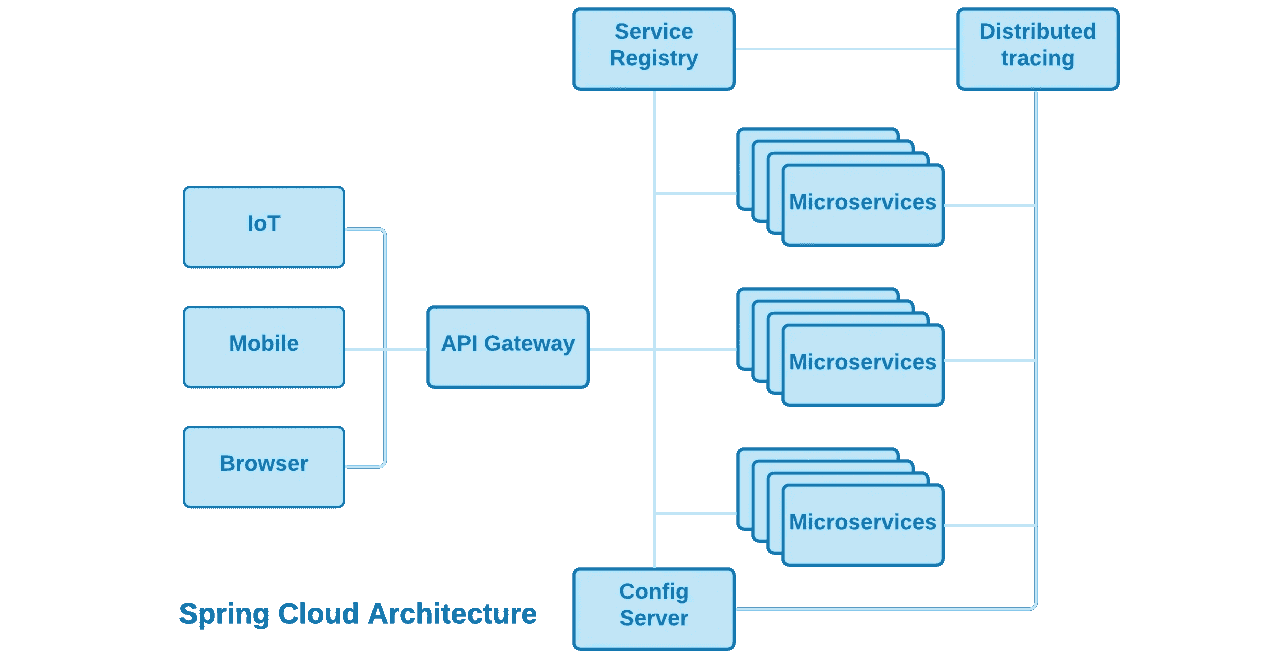 Service
Registry
Distributed
tracing
Microservices
IoT
Mobile
API Gateway
Microservices
Browser
Microservices
Config
Server
Spring Cloud Architecture